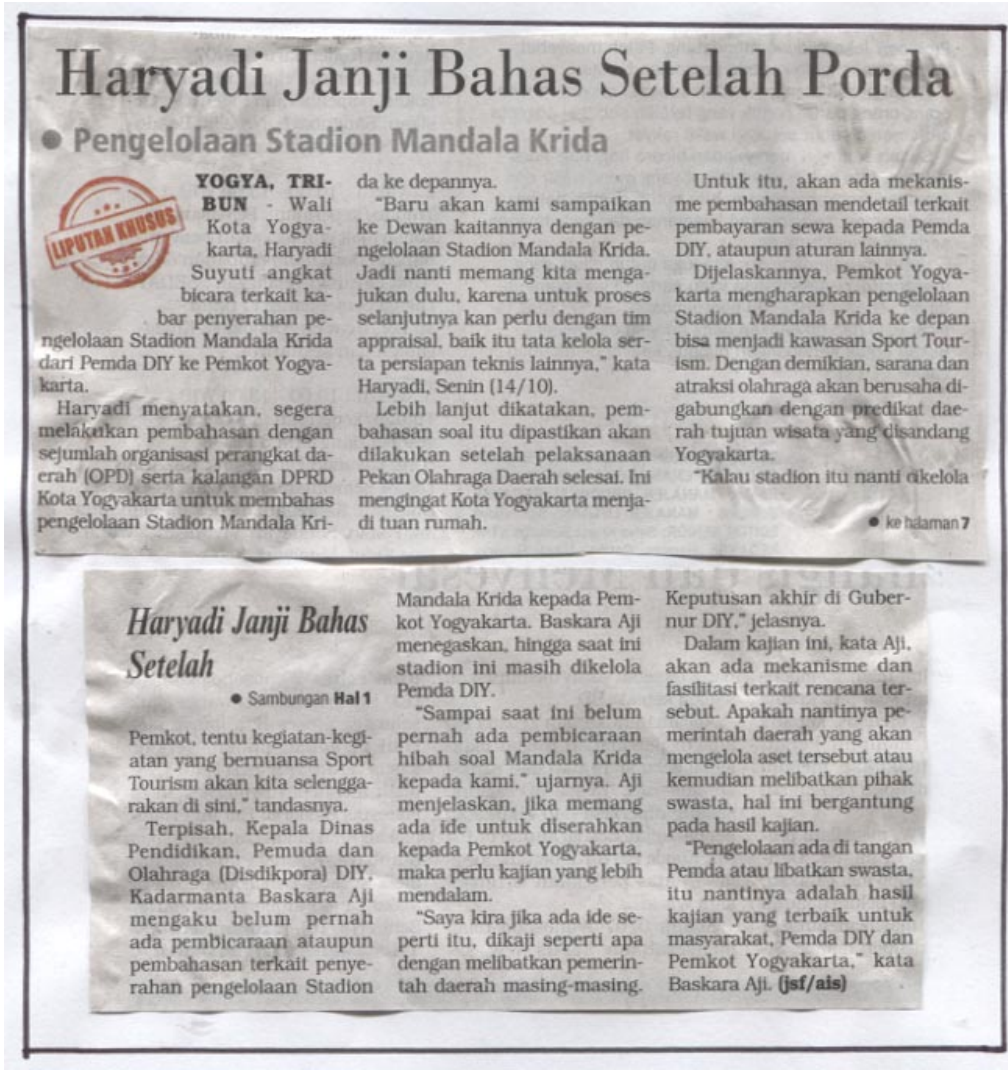 Haryadi Janji Bahas Setelah Porda
● Pengelolaan Stadion Mandala Krida
LIPUTAN KHUSUS
YOGYA, TRI-
BUN - Wali
Kota Yogya-
karta, Haryadi
Suyuti angkat
bicara terkait ka-
bar penyerahan pe-
ngelolaan Stadion Mandala Krida
dari Pemda DIY ke Pemkot Yogya-
karta.
Haryadi menyatakan, segera
melakukan pembahasan dengan
sejumlah organisasi perangkat da-
erah (OPD) serta kalangan DPRD
Kota Yogyakarta untuk membahas
pengelolaan Stadion Mandala Kri-
da ke depannya.
"Baru akan kami sampaikan
ke Dewan kaitannya dengan pe-
ngelolaan Stadion Mandala Krida.
Jadi nanti memang kita menga-
jukan dulu, karena untuk proses
selanjutnya kan perlu dengan tim
appraisal, baik itu tata kelola ser-
ta persiapan teknis lainnya," kata
Haryadi, Senin (14/10).
Lebih lanjut dikatakan, pem-
bahasan soal itu dipastikan akan
dilakukan setelah pelaksanaan
Pekan Olahraga Daerah selesai. Ini
mengingat Kota Yogyakarta menja-
di tuan rumah.
Untuk itu, akan ada mekanis-
me pembahasan mendetail terkait
pembayaran sewa kepada Pemda
DIY, ataupun aturan lainnya.
Dijelaskannya, Pemkot Yogya-
karta mengharapkan pengelolaan
Stadion Mandala Krida ke depan
bisa menjadi kawasan Sport Tour-
ism. Dengan demikian, sarana dan
atraksi olahraga akan berusaha di-
gabungkan dengan predikat dae-
rah tujuan wisata yang disandang
Yogyakarta.
"Kalau stadion itu nanti dikelola
● ke halaman 7
Haryadi Janji Bahas
Setelah
● Sambungan Hal 1
Pemkot, tentu kegiatan-kegi-
atan yang bernuansa Sport
Tourism akan kita selengga-
rakan di sini," tandasnya.
Terpisah, Kepala Dinas
Pendidikan, Pemuda dan
Olahraga (Disdikpora) DIY,
Kadarmanta Baskara Aji
mengaku belum pernah
ada pembicaraan ataupun
pembahasan terkait penye-
rahan pengelolaan Stadion
Mandala Krida kepada Pem-
kot Yogyakarta. Baskara Aji
menegaskan, hingga saat ini
stadion ini masih dikelola
Pemda DIY.
"Sampai saat ini belum
pernah ada pembicaraan
hibah soal Mandala Krida
kepada kami," ujarnya. Aji
menjelaskan, jika memang
ada ide untuk diserahkan
kepada Pemkot Yogyakarta,
maka perlu kajian yang lebih
mendalam.
"Saya kira jika ada ide se-
perti itu, dikaji seperti apa
dengan melibatkan pemerin-
tah daerah masing-masing.
Keputusan akhir di Guber-
nur DIY," jelasnya.
Dalam kajian ini, kata Aji,
akan ada mekanisme dan
fasilitasi terkait rencana ter-
sebut. Apakah nantinya pe-
merintah daerah yang akan
mengelola aset tersebut atau
kemudian melibatkan pihak
swasta, hal ini bergantung
pada hasil kajian.
"Pengelolaan ada di tangan
Pemda atau libatkan swasta,
itu nantinya adalah hasil
kajian yang terbaik untuk
masyarakat, Pemda DIY dan
Pemkot Yogyakarta," kata
Baskara Aji. (jsf/ais)